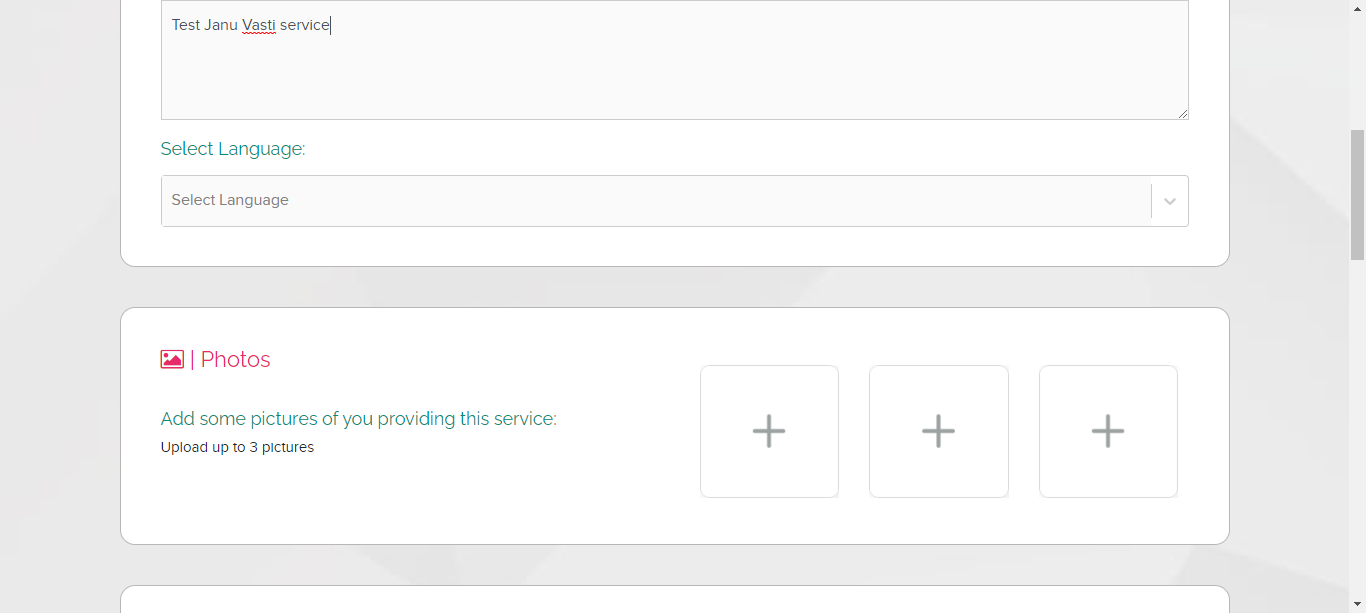 Test Janu Vasti service
Select Language:
Select Language
| Photos
Add some pictures of you providing this service:
Upload up to 3 pictures